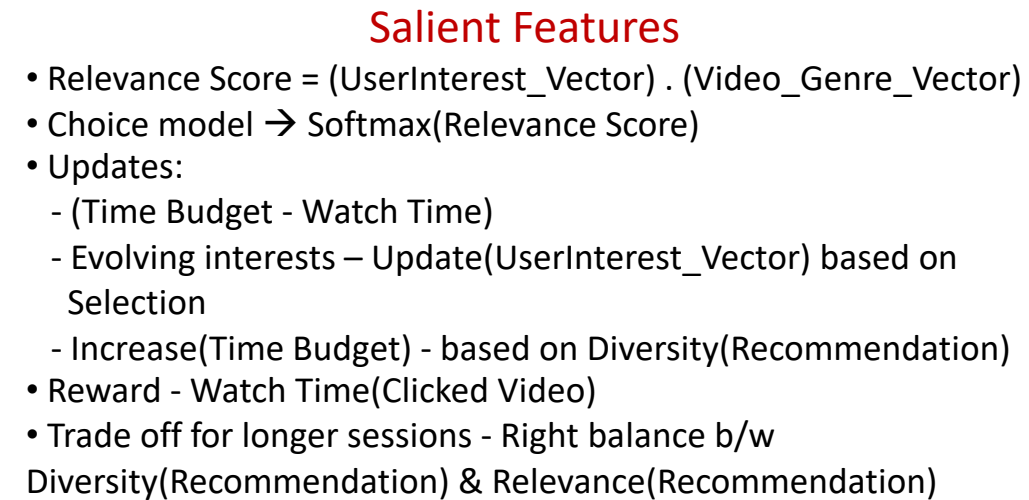 Salient Features
• Relevance Score = (UserInterest_Vector) . (Video_Genre_Vector)
• Choice model → Softmax(Relevance Score)
• Updates:
- (Time Budget - Watch Time)
- Evolving interests – Update(UserInterest_Vector) based on
Selection
- Increase(Time Budget) - based on Diversity(Recommendation)
• Reward - Watch Time(Clicked Video)
• Trade off for longer sessions - Right balance b/w
Diversity(Recommendation) & Relevance(Recommendation)